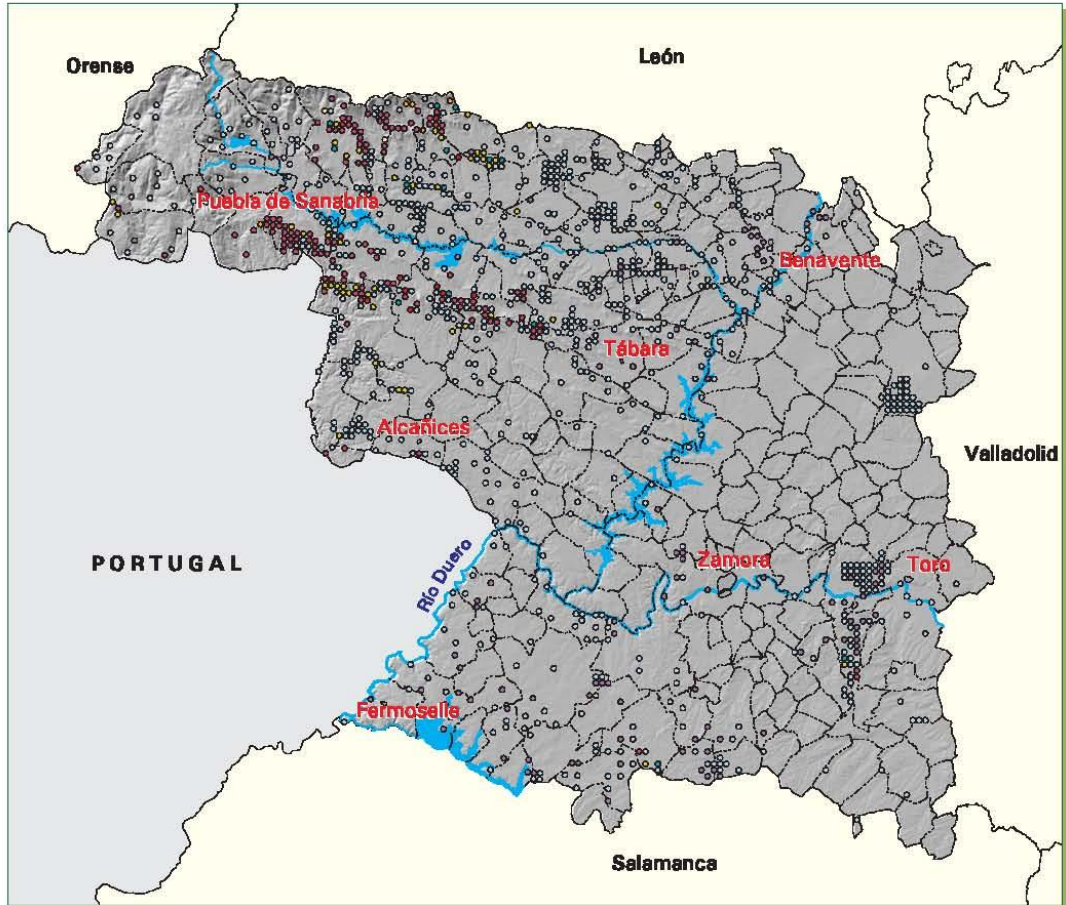 León
Orense
Puebla de Sanabria
Benavente
Tábara
Alcañices
Valladolid
PORTUGAL
Río Duero
Zamora
Toro
Fermoselle
Salamanca